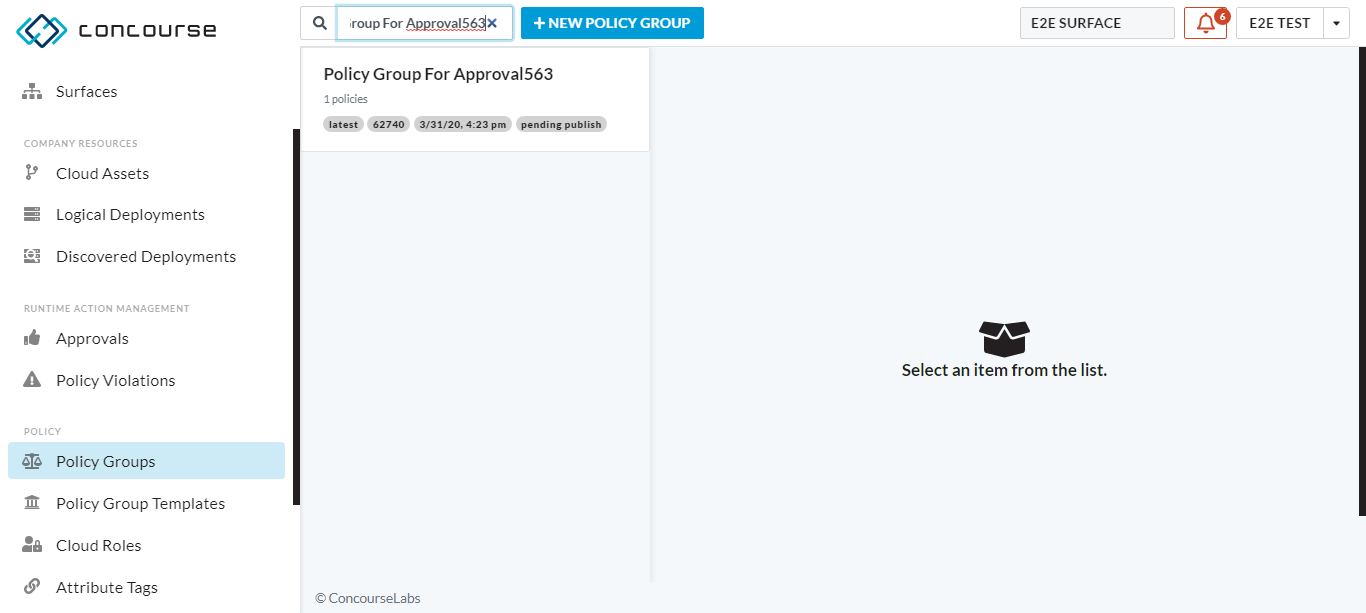 concourse
roup For Approval563
NEW POLICY GROUP
E2E SURFACE
6
E2E TEST
Surfaces
COMPANY RESOURCES
Cloud Assets
Logical Deployments
Discovered Deployments
RUNTIME ACTION MANAGEMENT
Approvals
Policy Violations
POLICY
Policy Groups
Policy Group Templates
Cloud Roles
Attribute Tags
Policy Group For Approval563
1 policies
latest 62740 3/31/20, 4:23 pm pending publish
Select an item from the list.
© ConcourseLabs